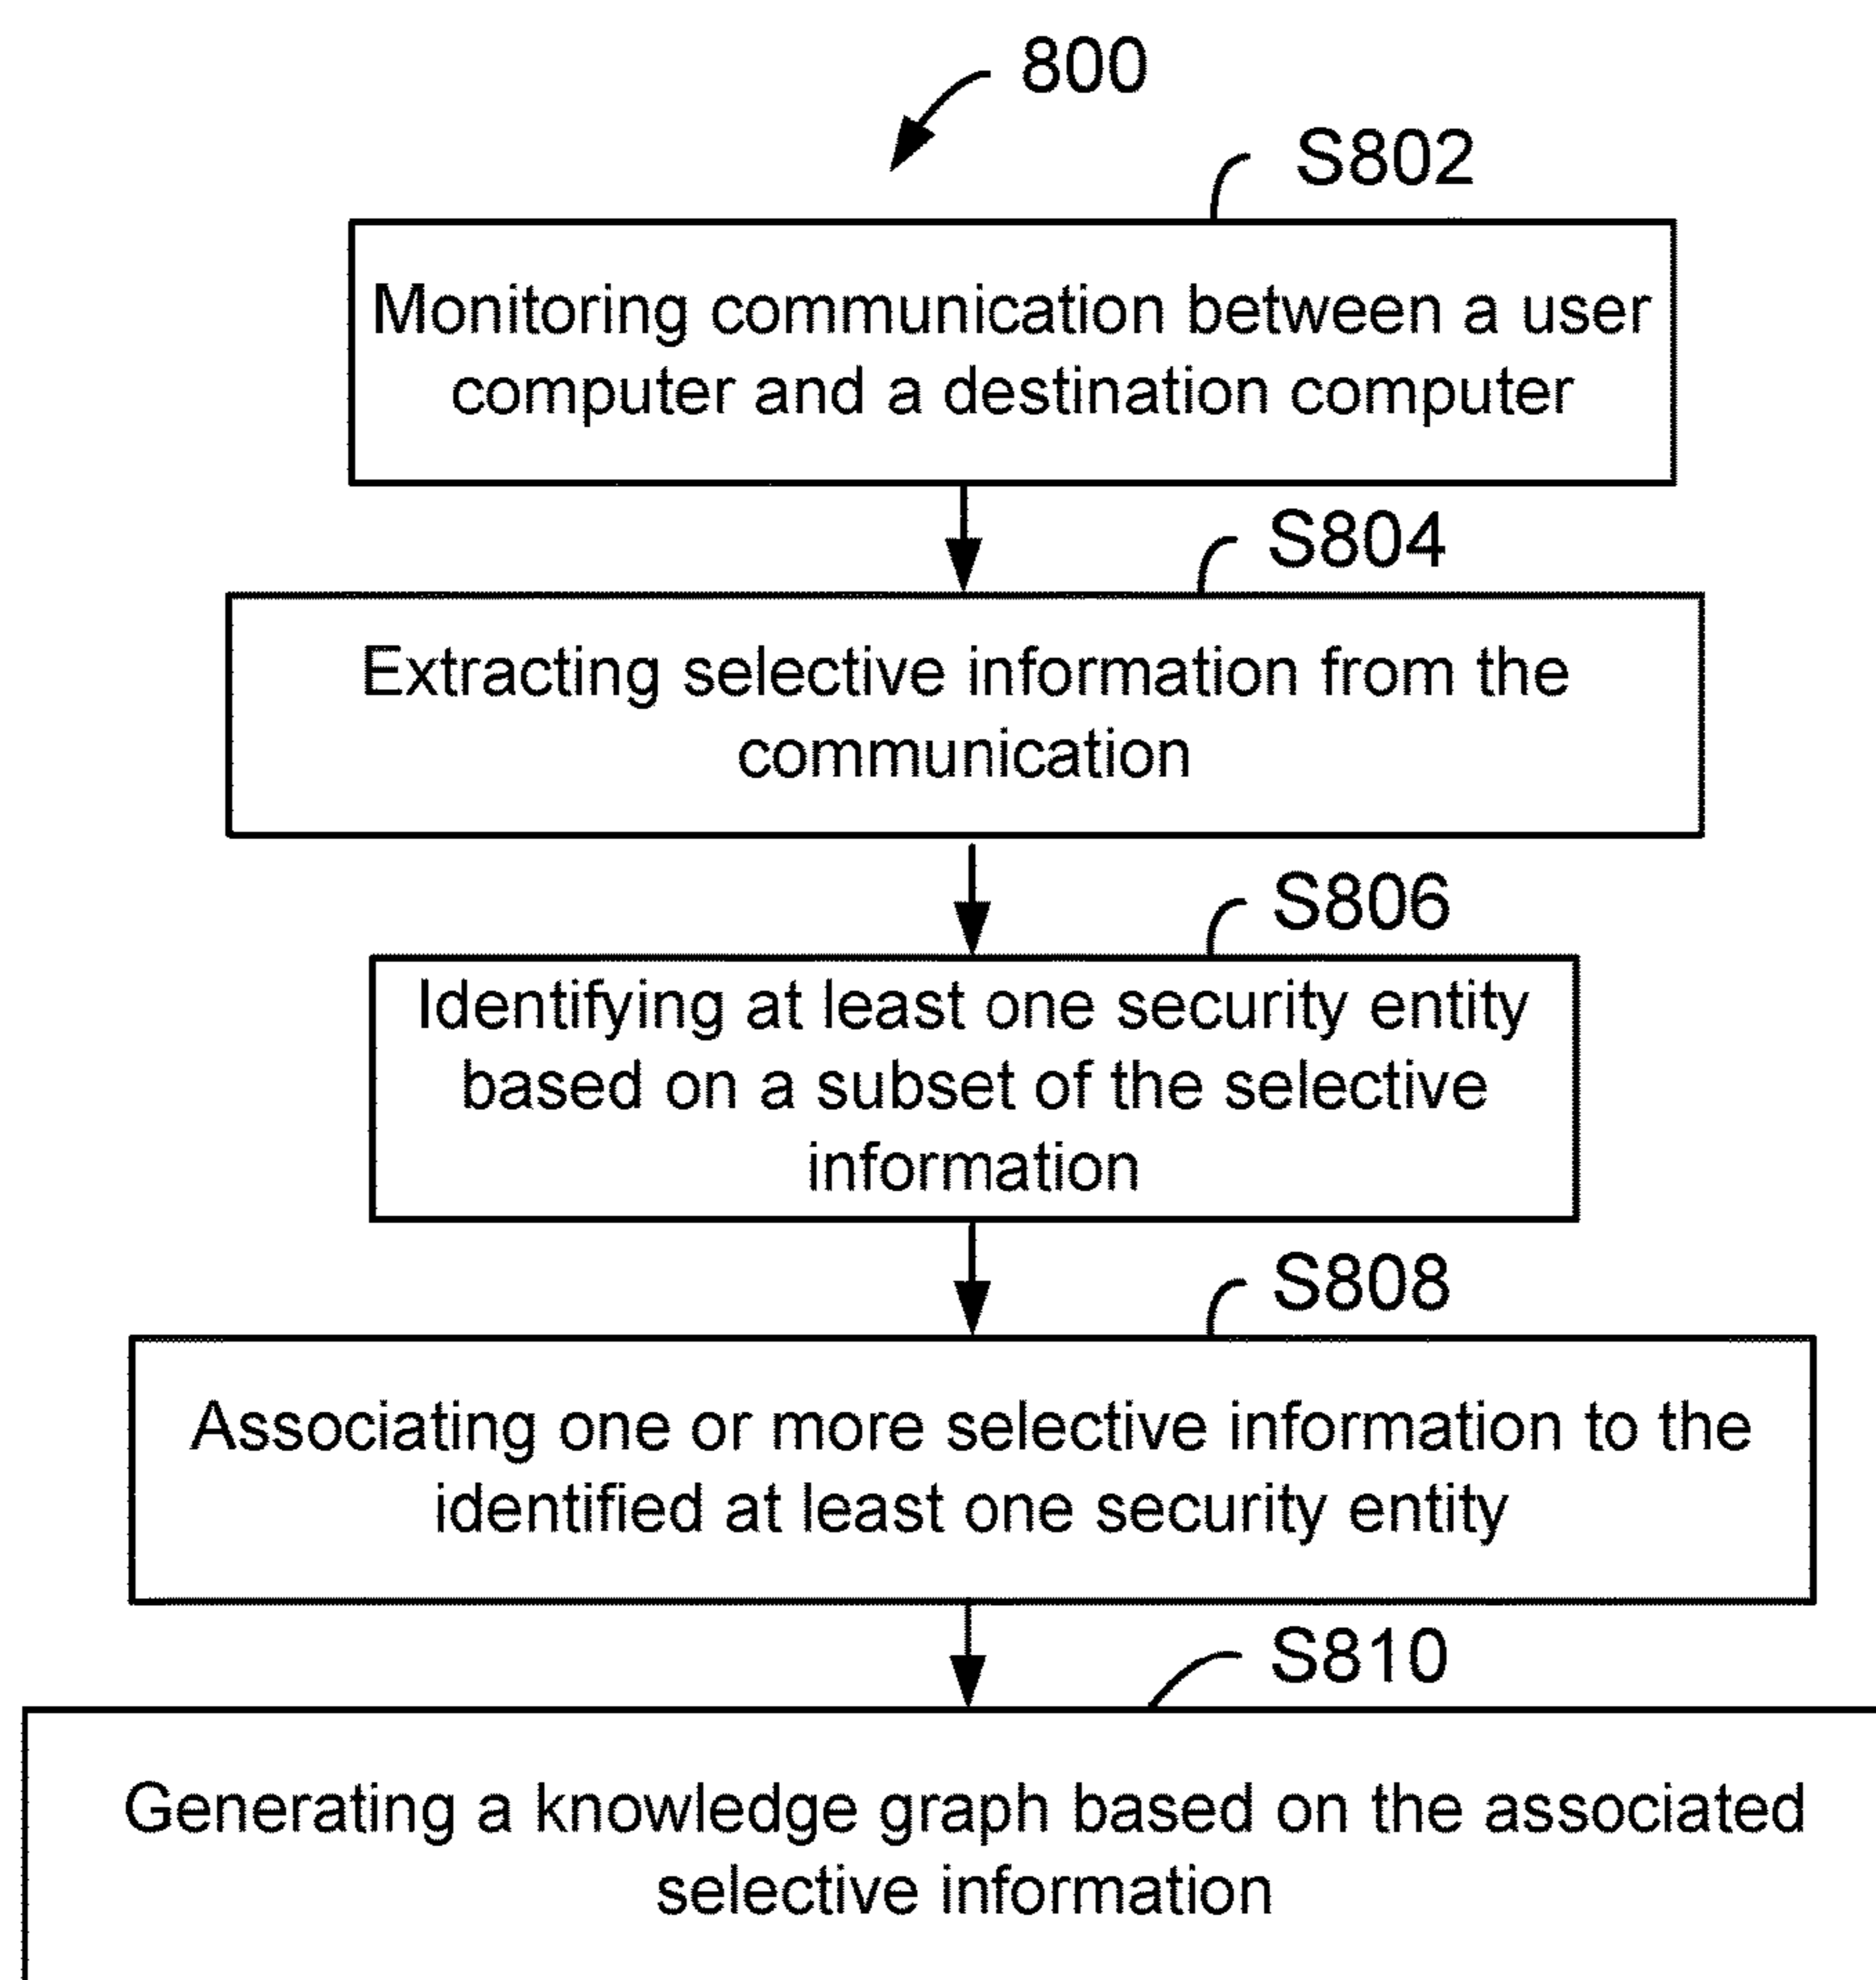 800
S802
Monitoring communication between a user
computer and a destination computer
S804
Extracting selective information from the
communication
S806
Identifying at least one security entity
based on a subset of the selective
information
S808
Associating one or more selective information to the
identified at least one security entity
S810
Generating a knowledge graph based on the associated
selective information